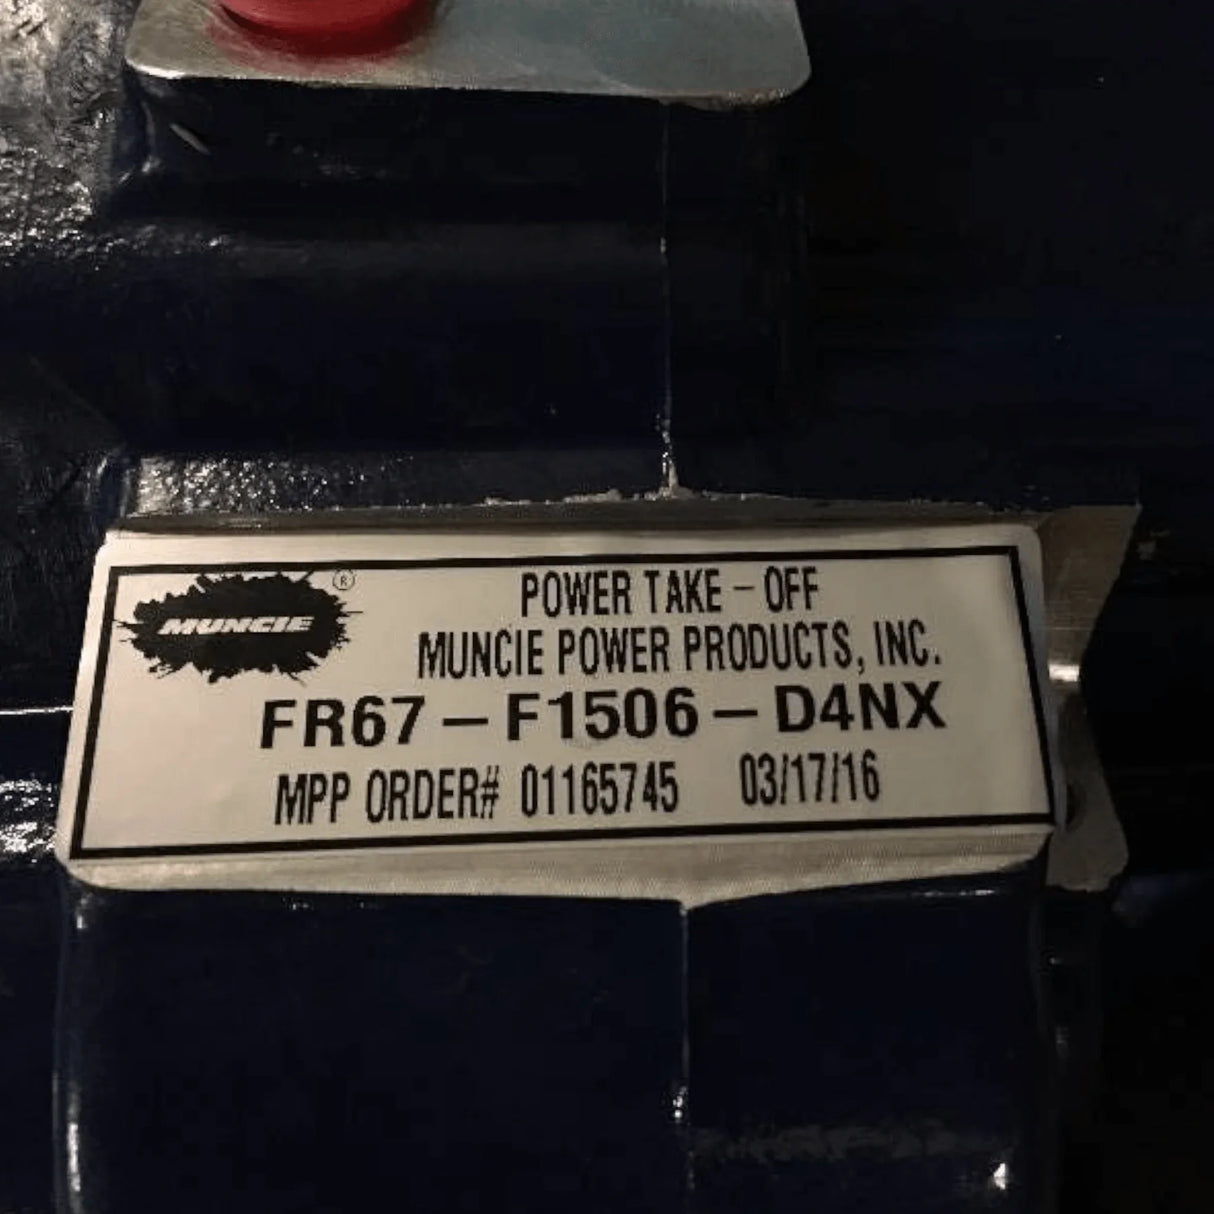 MUNCIE ®
POWER TAKE – OFF
MUNCIE POWER PRODUCTS, INC.
FR67 – F1506 – D4NX
MPP ORDER# 01165745 03/17/16